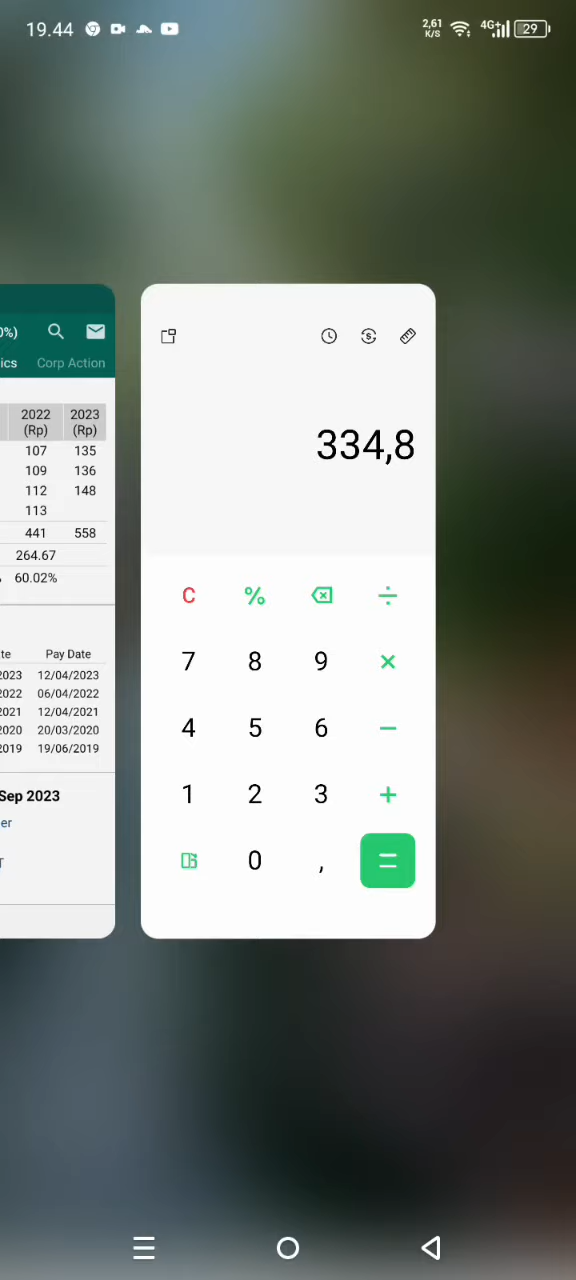 19.44
2,61
K/S
4G+
29
0%)
ics Corp Action
2022 2023
(Rp) (Rp)
107 135
109 136
112 148
113
441 558
264.67
60.02%
te Pay Date
2023 12/04/2023
2022 06/04/2022
2021 12/04/2021
2020 20/03/2020
2019 19/06/2019
Sep 2023
er
T
334,8
C % ÷
7 8 9 ×
4 5 6 −
1 2 3 +
0 , =